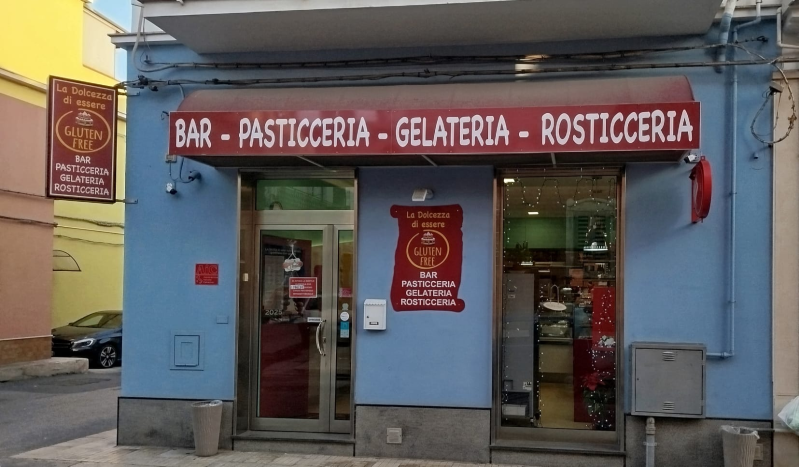 La Dolcezza
di essere
GLUTEN
FREE
BAR
PASTICCERIA
GELATERIA
ROSTICCERIA
BAR - PASTICCERIA - GELATERIA - ROSTICCERIA
La Dolcezza
di essere
GLUTEN
FREE
BAR
PASTICCERIA
GELATERIA
ROSTICCERIA
2025